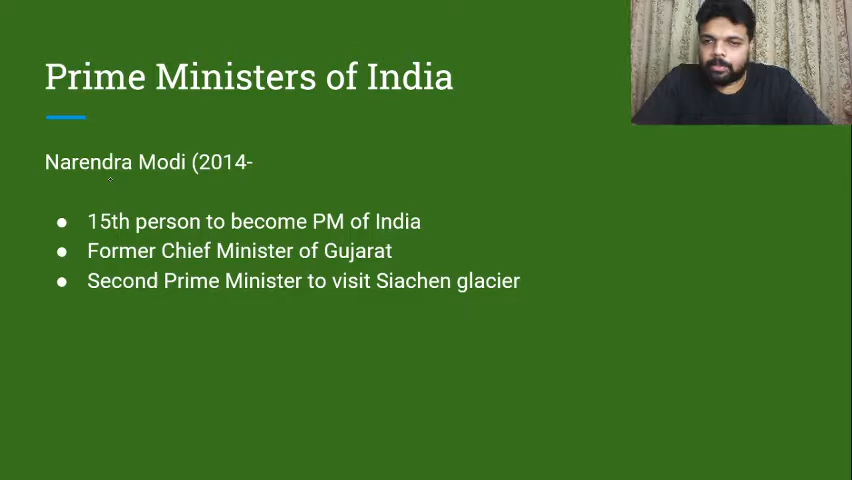 Prime Ministers of India
Narendra Modi (2014-
● 15th person to become PM of India
● Former Chief Minister of Gujarat
● Second Prime Minister to visit Siachen glacier